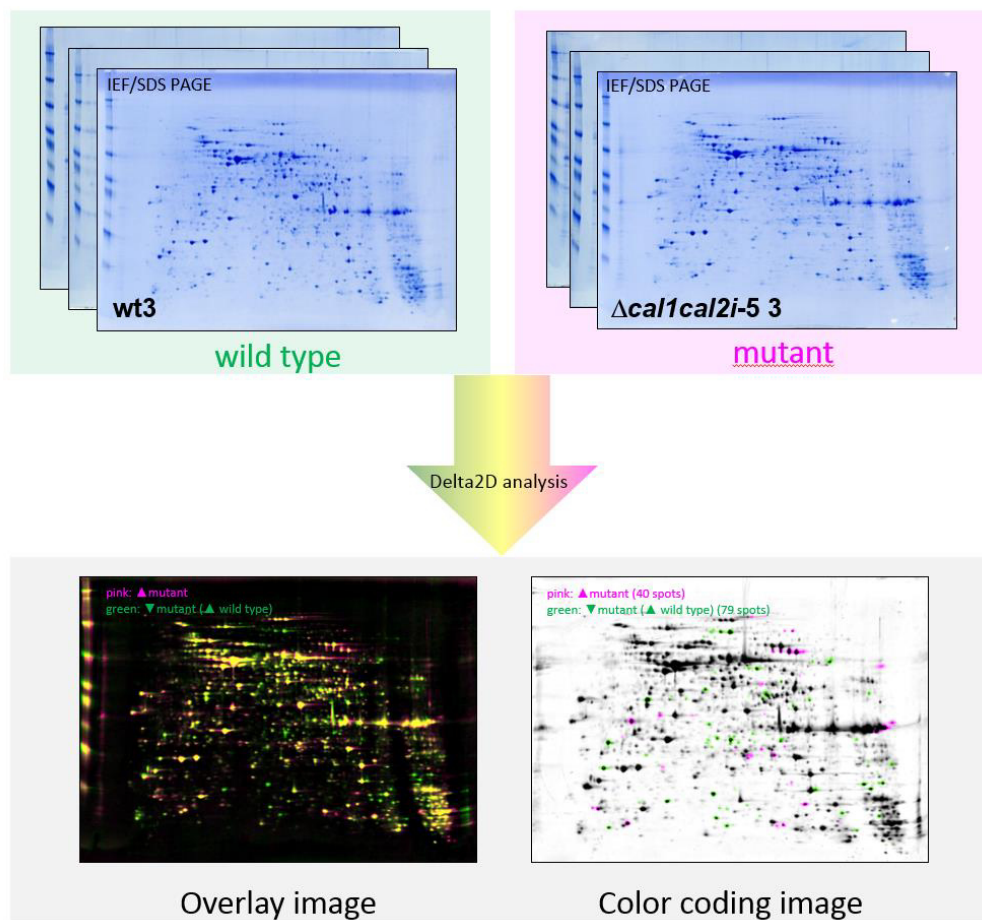 IEF/SDS PAGE
wt3
wild type
IEF/SDS PAGE
Δcal1cal2i-5 3
mutant
Delta2D analysis
pink: ▲mutant
green: ▼mutant (▲ wild type)
Overlay image
pink: ▲mutant (40 spots)
green: ▼mutant (▲ wild type) (79 spots)
Color coding image